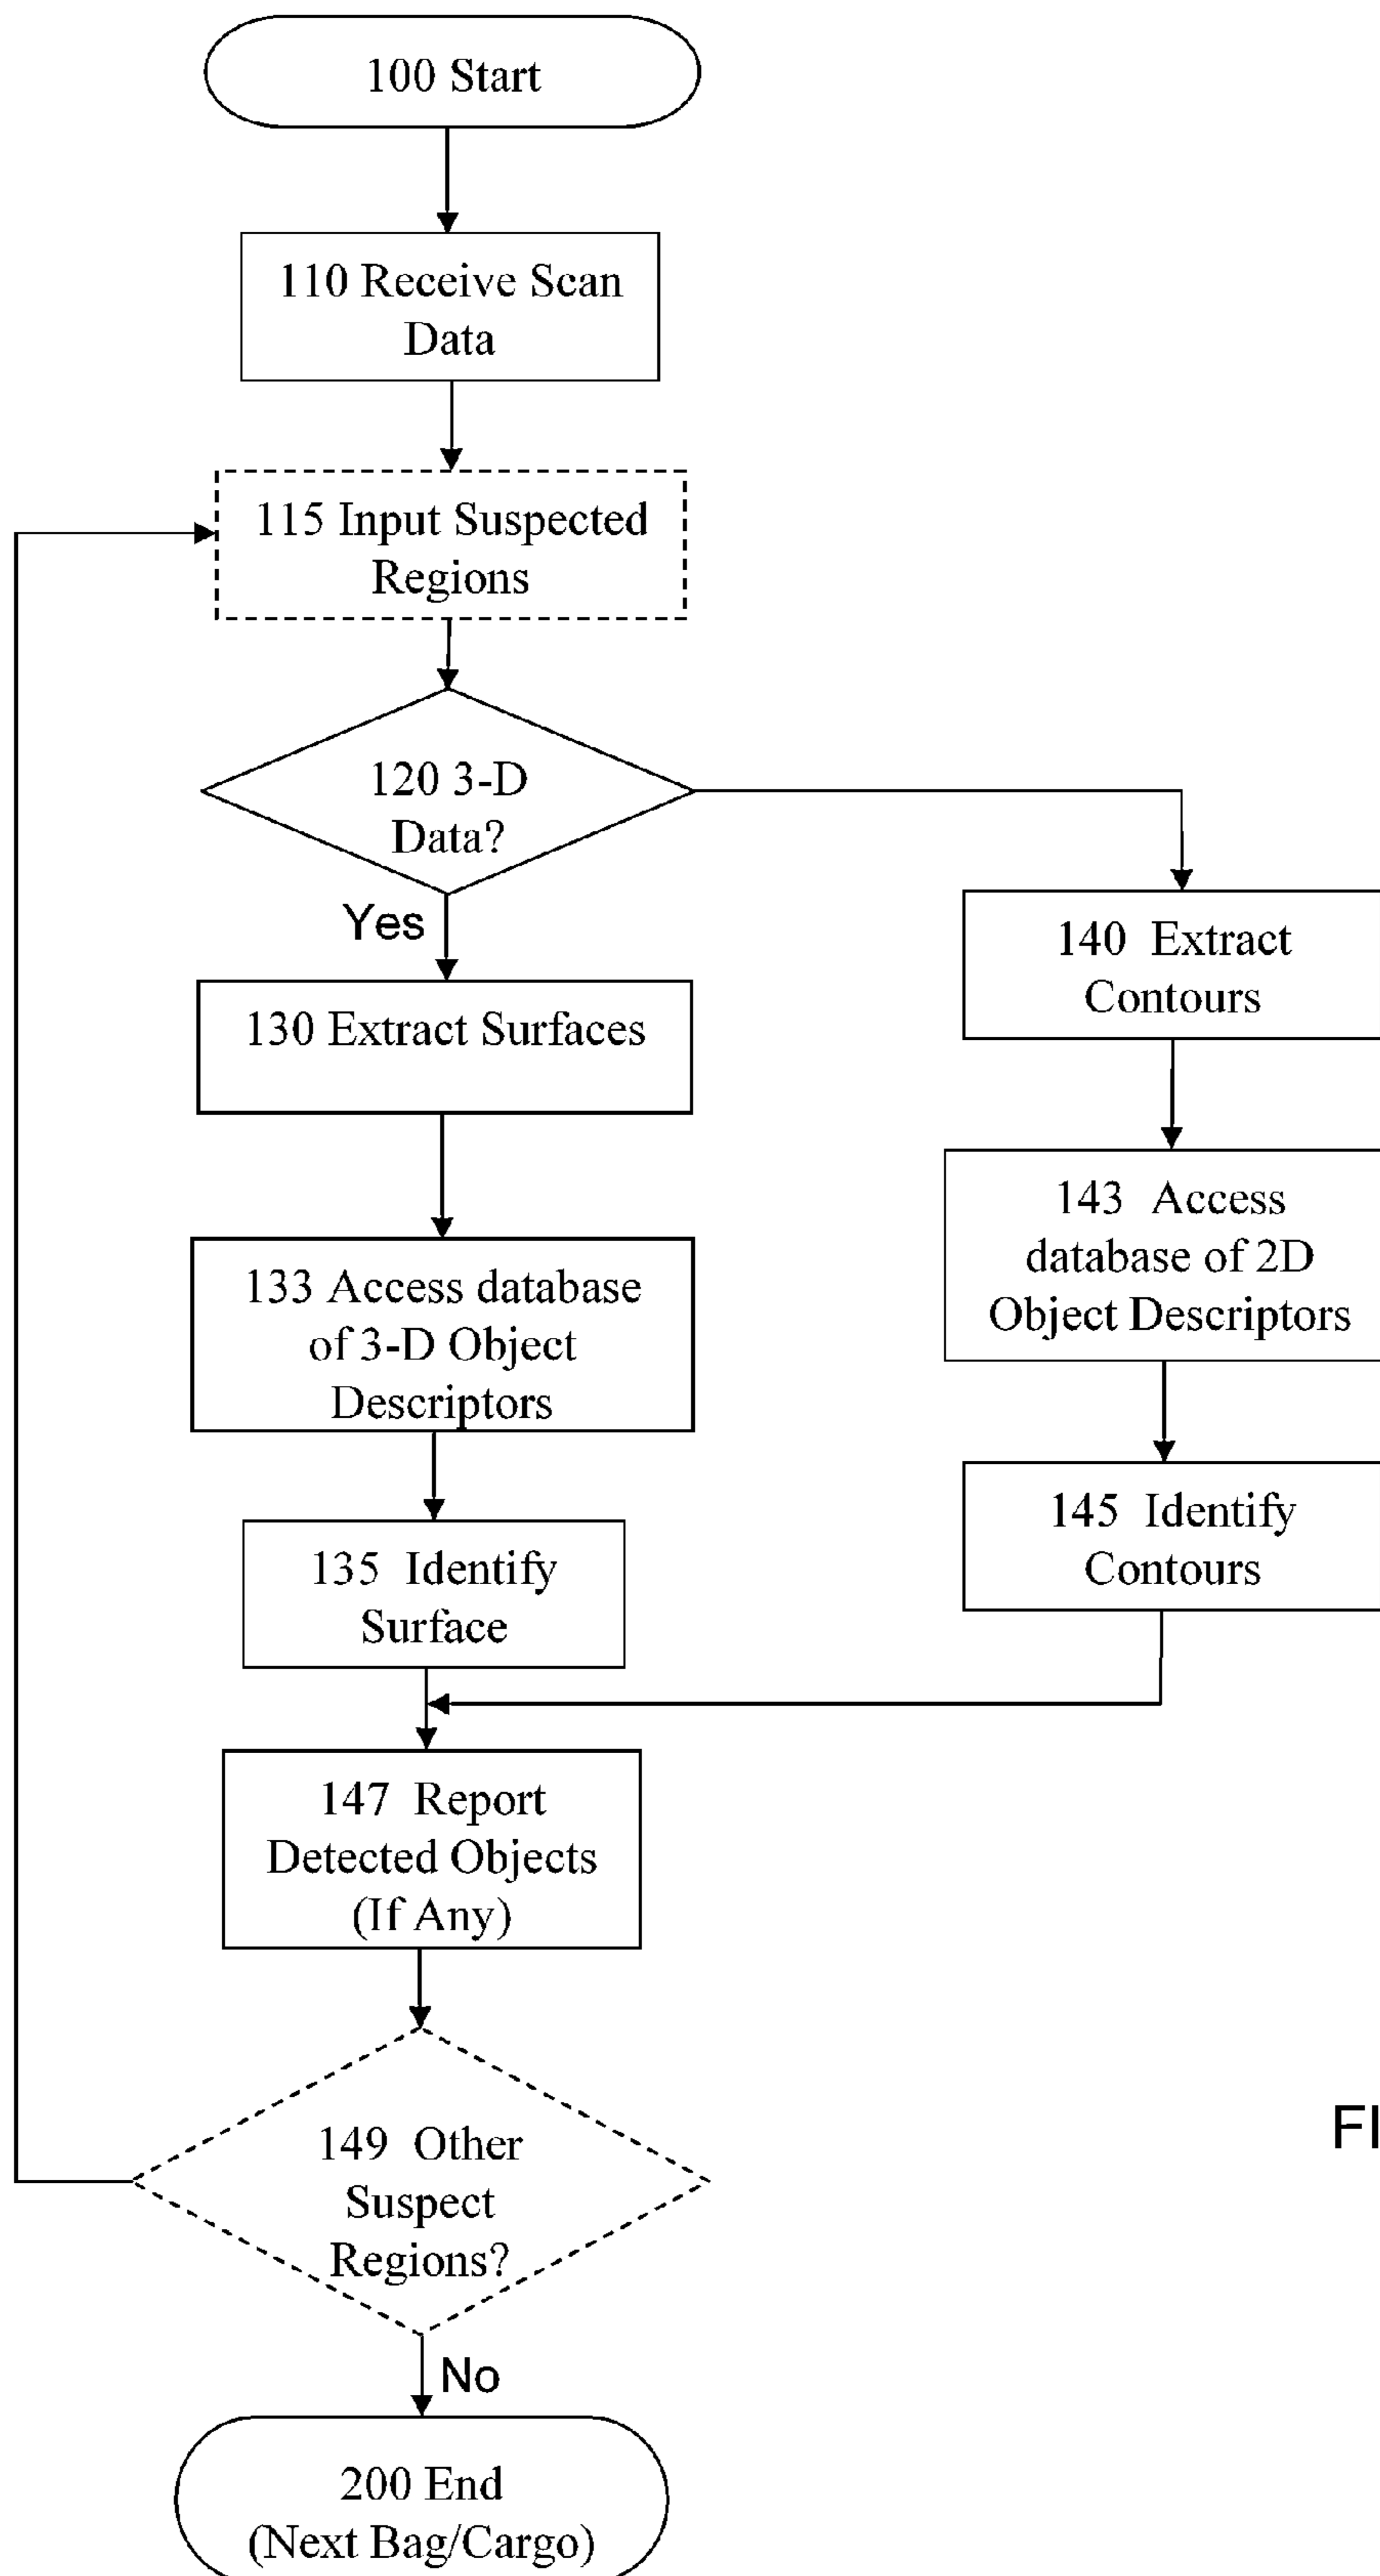 100 Start
110 Receive Scan
Data
115 Input Suspected
Regions
120 3-D
Data?
Yes
130 Extract Surfaces
133 Access database
of 3-D Object
Descriptors
135 Identify
Surface
140 Extract
Contours
143 Access
database of 2D
Object Descriptors
145 Identify
Contours
147 Report
Detected Objects
(If Any)
149 Other
Suspect
Regions?
No
200 End
(Next Bag/Cargo)
FI